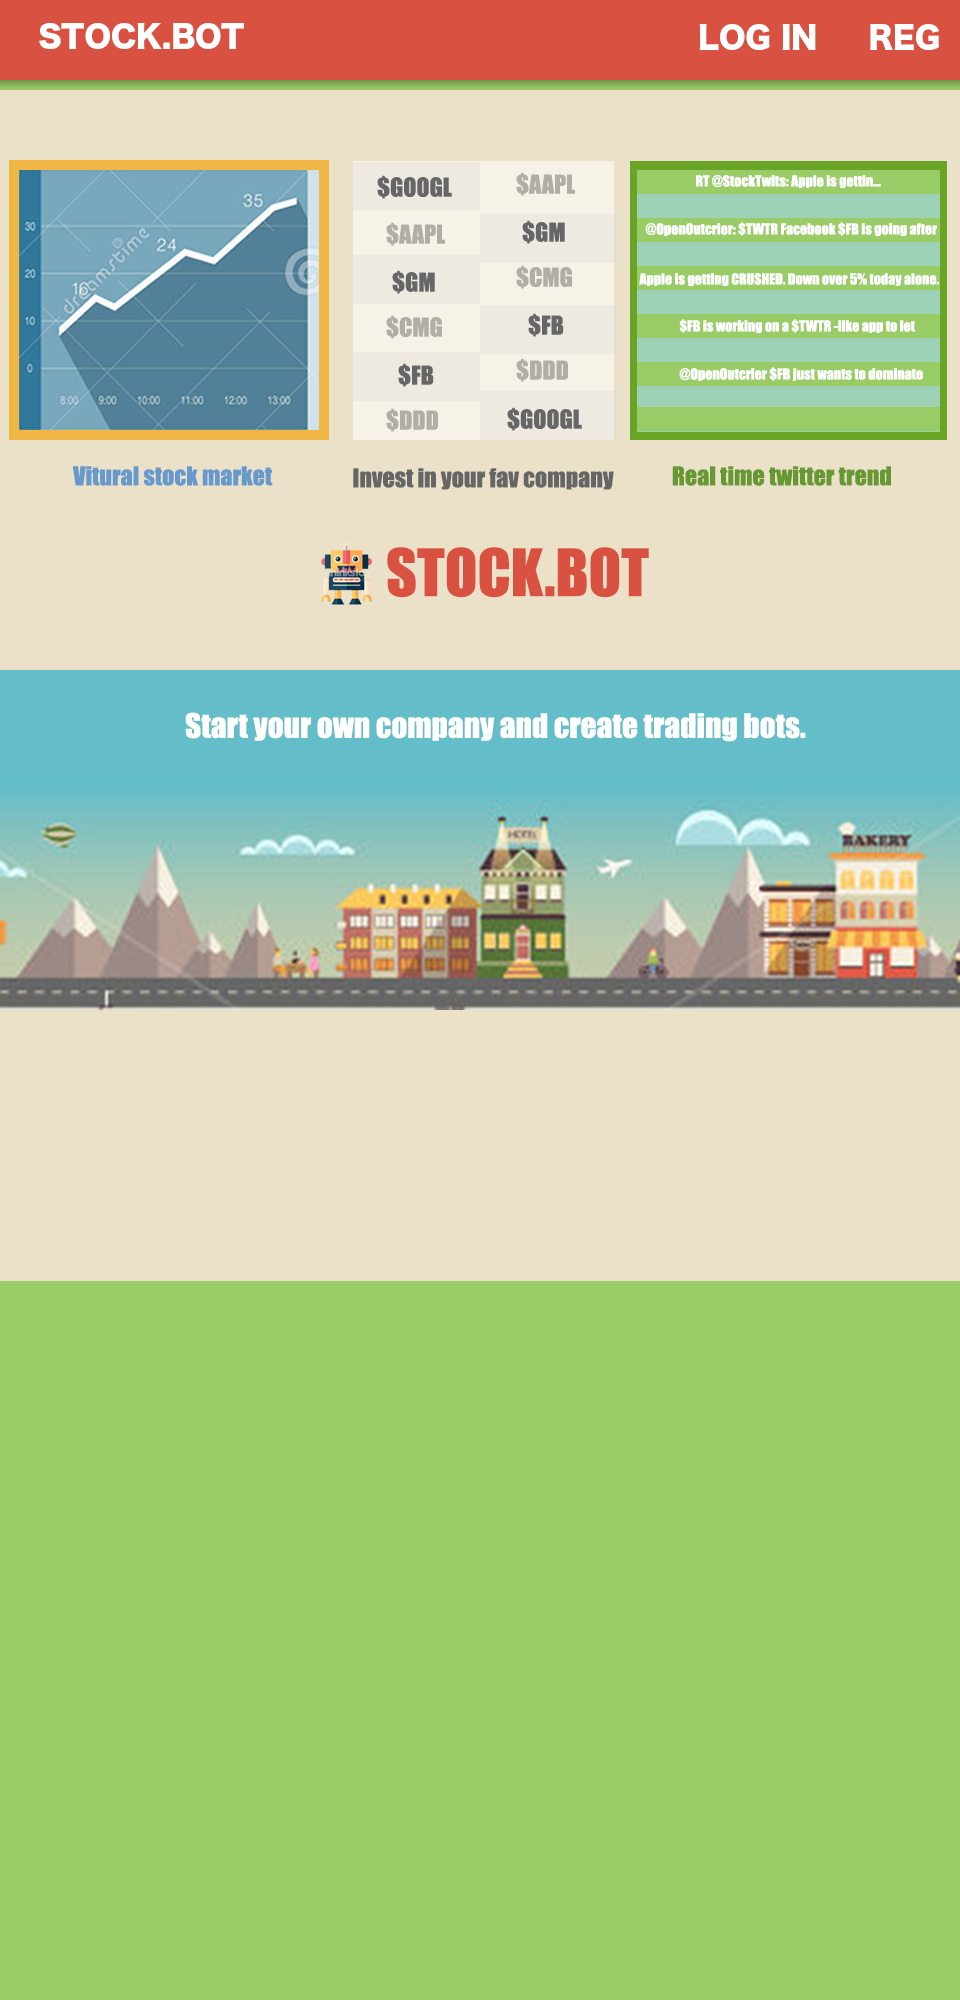 STOCK.BOT
LOG IN REG
35
30
24
dreamstime
20
16
10
0
8:00 9:00 10:00 11:00 12:00 13:00
$GOOGL $AAPL
$AAPL $GM
$GM $CMG
$CMG $FB
$FB $DDD
$DDD $GOOGL
RT @StockTwits: Apple is gettin...
@OpenOutcrier: $TWTR Facebook $FB is going after
Apple is getting CRUSHED. Down over 5% today alone.
$FB is working on a $TWTR -like app to let
@OpenOutcrier $FB just wants to dominate
Vitural stock market
Invest in your fav company
Real time twitter trend
STOCK.BOT
Start your own company and create trading bots.
HOTEL
BAKERY